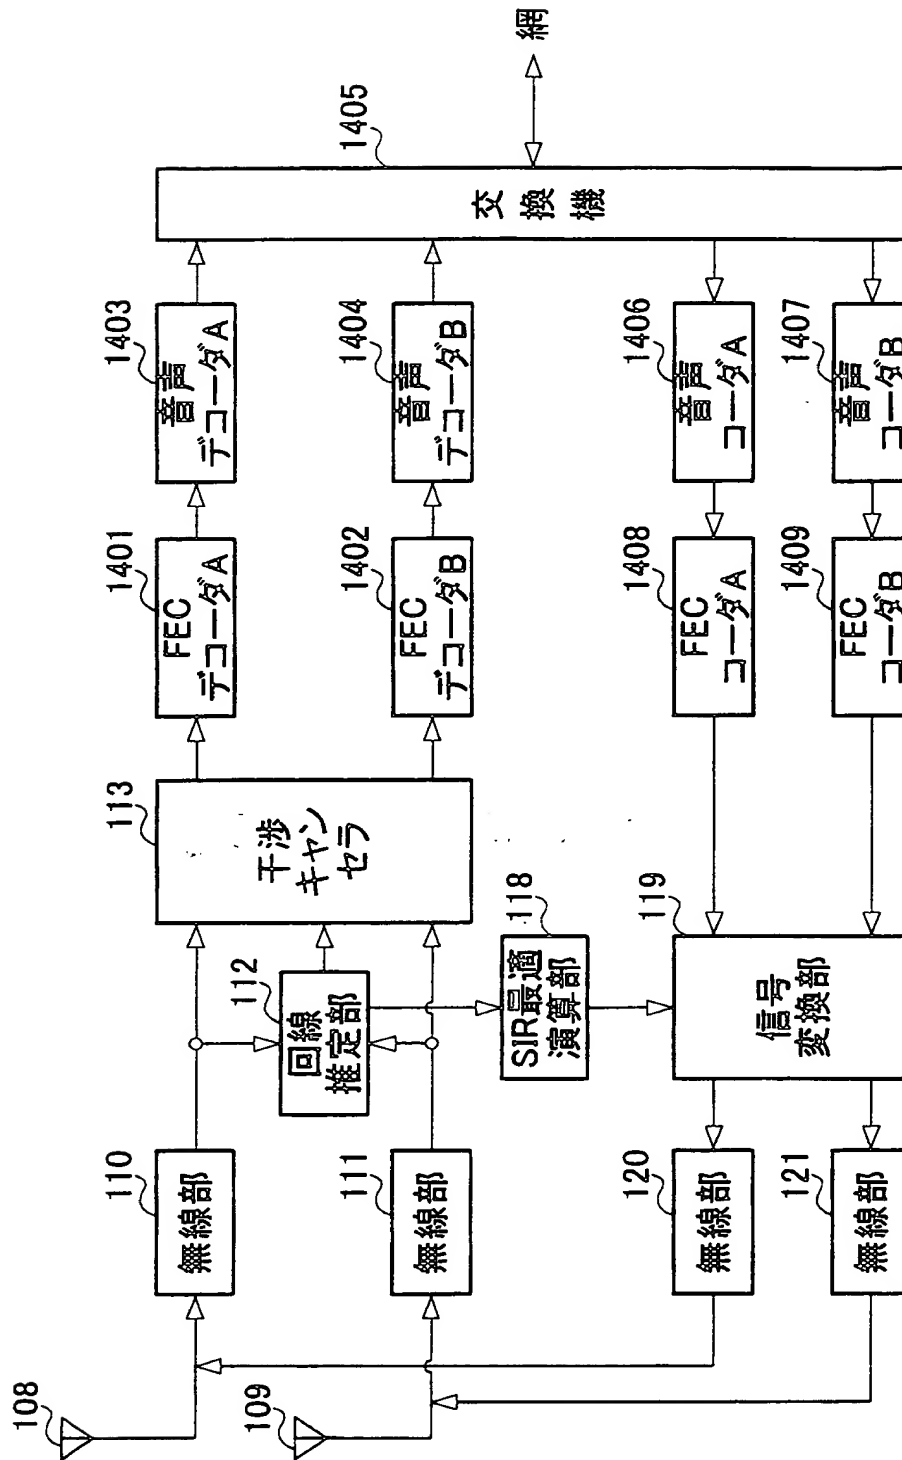 108
110
無線部
112
回線
推定部
113
干渉
キャン
セラ
1401
FEC
デコーダA
1403
音声
デコーダA
1405
交換機
網
109
111
無線部
1402
FEC
デコーダB
1404
音声
デコーダB
118
SIR最適
演算部
120
無線部
119
信号
変換部
1408
FEC
コーダA
1406
音声
コーダA
121
無線部
1409
FEC
コーダB
1407
音声
コーダB